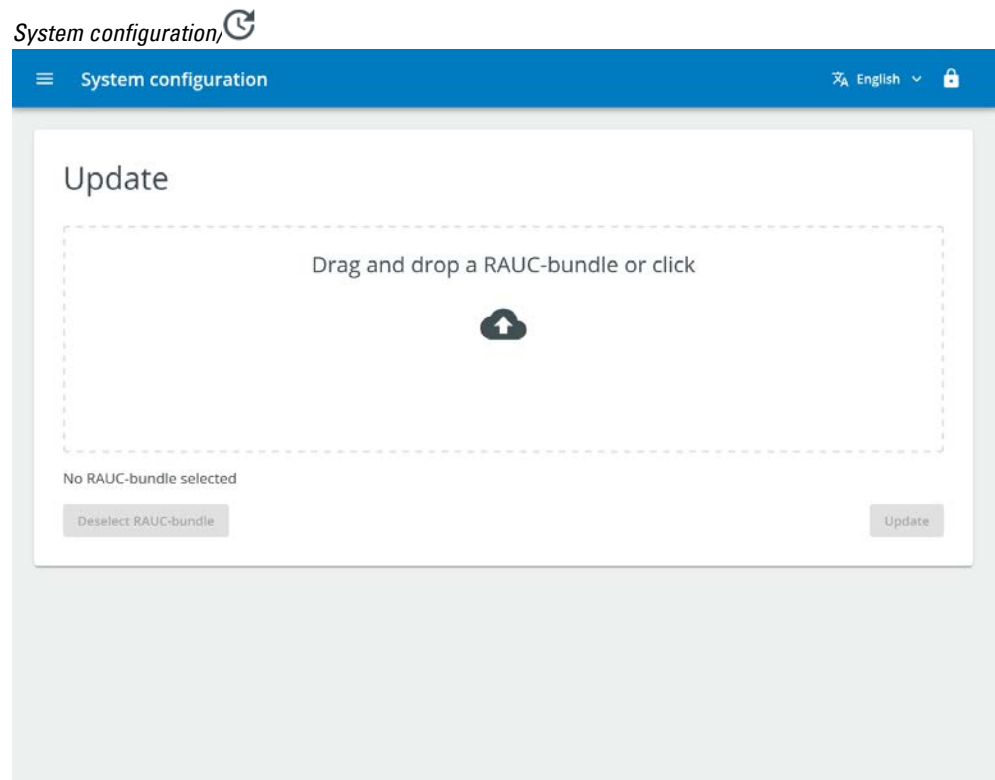 System configuration/
System configuration
English
Update
Drag and drop a RAUC-bundle or click
No RAUC-bundle selected
Deselect RAUC-bundle
Update